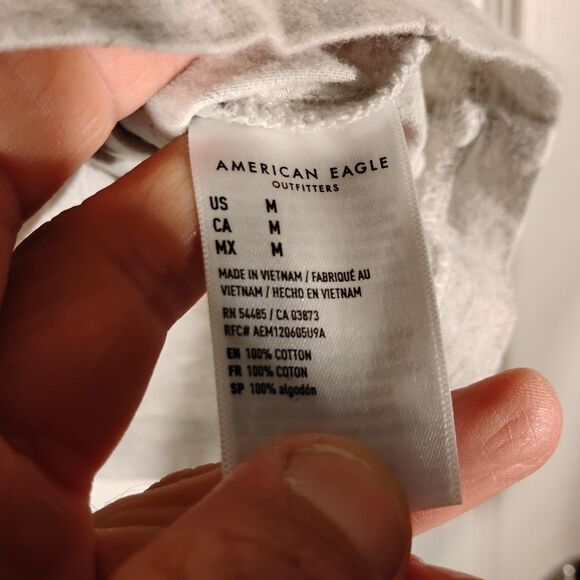 AMERICAN EAGLE
OUTFITTERS
US M
CA M
MX M
MADE IN VIETNAM / FABRIQUÉ AU
VIETNAM / HECHO EN VIETNAM
RN 54485 / CA 03873
RFC# AEM120605U9A
EN 100% COTTON
FR 100% COTON
SP 100% algodón